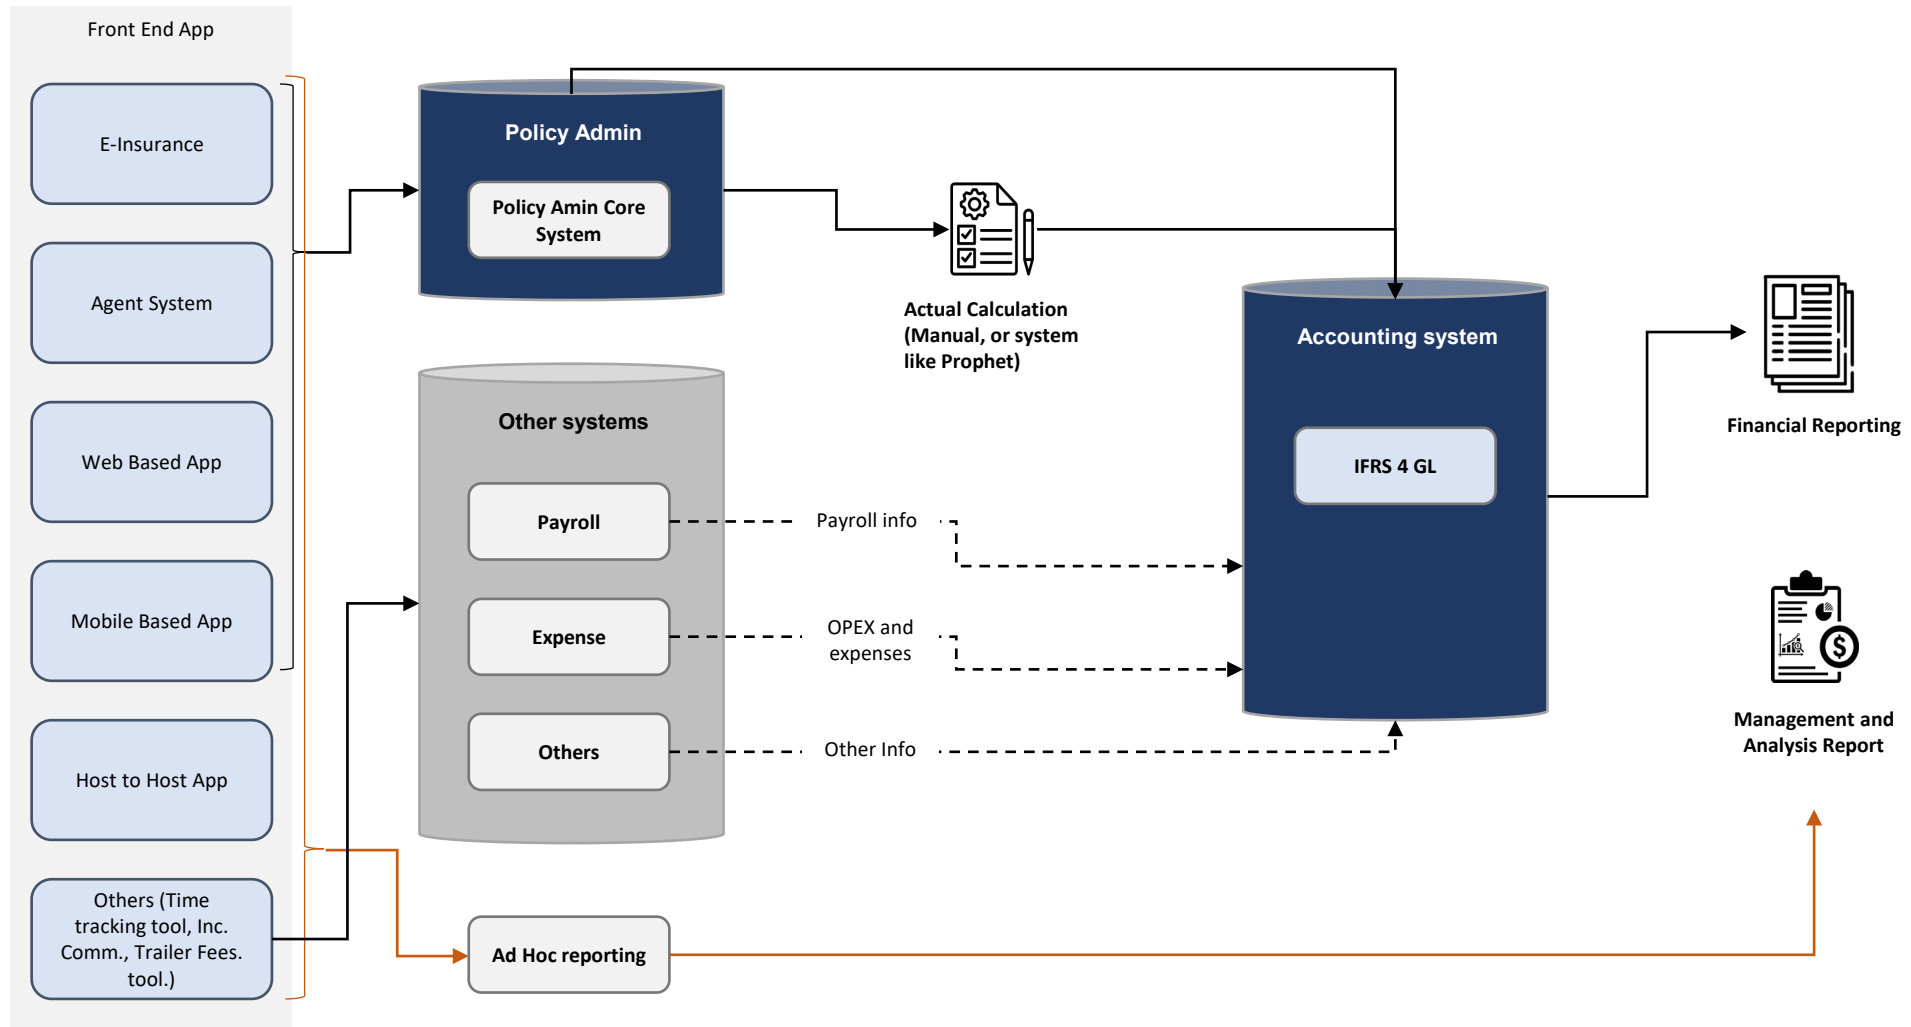 Front End App
E-Insurance
Agent System
Web Based App
Mobile Based App
Host to Host App
Others (Time
tracking tool, Inc.
Comm., Trailer Fees.
tool.)
Policy Admin
Policy Amin Core
System
Other systems
Payroll
Expense
Others
Ad Hoc reporting
Payroll info
OPEX and
expenses
Other Info
Actual Calculation
(Manual, or system
like Prophet)
Accounting system
IFRS 4 GL
Financial Reporting
$
Management and
Analysis Report